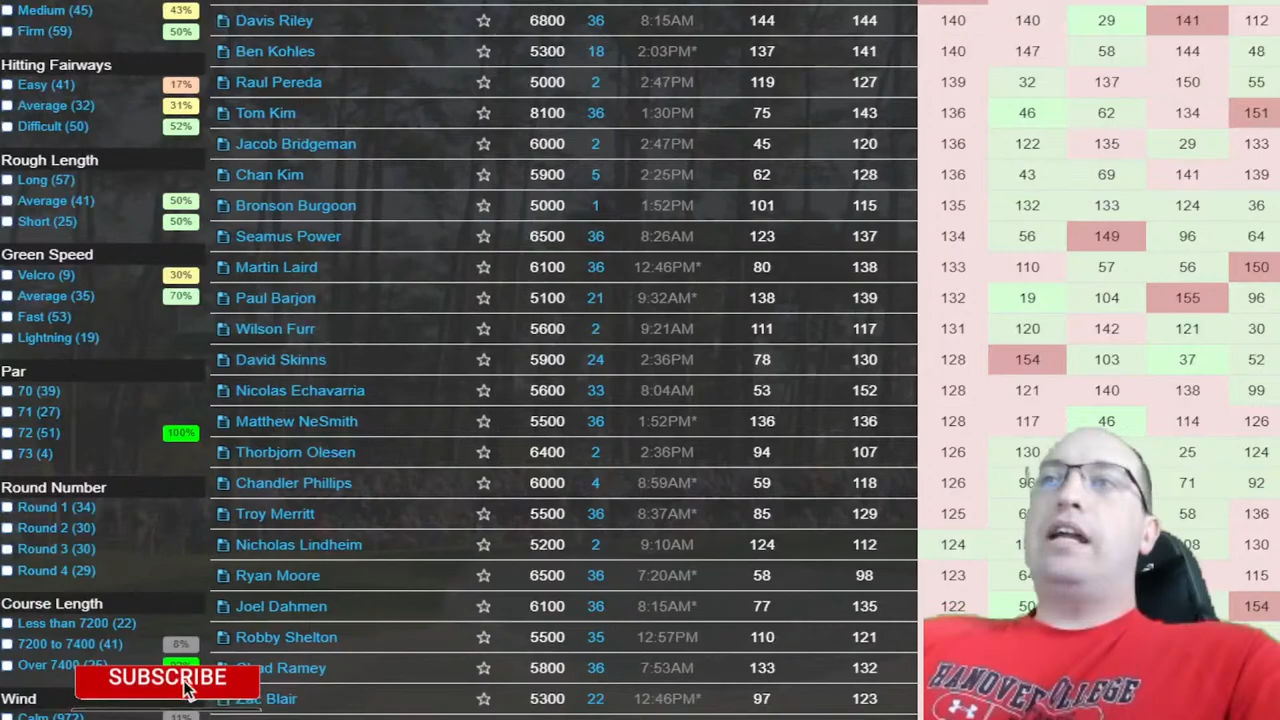 Medium (45) 43%
Firm (59) 50%
Hitting Fairways
Easy (41) 17%
Average (32) 31%
Difficult (50) 52%
Rough Length
Long (57)
Average (41) 50%
Short (25) 50%
Green Speed
Velcro (9) 30%
Average (35) 70%
Fast (53)
Lightning (19)
Par
70 (39)
71 (27)
72 (51) 100%
73 (4)
Round Number
Round 1 (34)
Round 2 (30)
Round 3 (30)
Round 4 (29)
Course Length
Less than 7200 (22)
7200 to 7400 (41) 8%
Over 7400
SUBSCRIBE
Wind
Calm (972) 11%
Davis Riley 6800 36 8:15AM 144 144 140 140 29 141 112
Ben Kohles 5300 18 2:03PM* 137 141 140 147 58 144 48
Raul Pereda 5000 2 2:47PM 119 127 139 32 137 150 55
Tom Kim 8100 36 1:30PM 75 143 136 46 62 134 151
Jacob Bridgeman 6000 2 2:47PM 45 120 136 122 135 29 133
Chan Kim 5900 5 2:25PM 62 128 136 43 69 141 139
Bronson Burgoon 5000 1 1:52PM 101 115 135 132 133 124 36
Seamus Power 6500 36 8:26AM 123 137 134 56 149 96 64
Martin Laird 6100 36 12:46PM* 80 138 133 110 57 56 150
Paul Barjon 5100 21 9:32AM* 138 139 132 19 104 155 96
Wilson Furr 5600 2 9:21AM 111 117 131 120 142 121 30
David Skinns 5900 24 2:36PM 78 130 128 154 103 37 52
Nicolas Echavarria 5600 33 8:04AM 53 152 128 121 140 138 99
Matthew NeSmith 5500 36 1:52PM* 136 136 128 117 46 114 126
Thorbjorn Olesen 6400 2 2:36PM 94 107 126 130 25 124
Chandler Phillips 6000 4 8:59AM* 59 118 126 71 92
Troy Merritt 5500 36 8:37AM* 85 129 125 58 136
Nicholas Lindheim 5200 2 9:10AM 124 112 124 130
Ryan Moore 6500 36 7:20AM* 58 98 123 115
Joel Dahmen 6100 36 8:15AM* 77 135 122 154
Robby Shelton 5500 35 12:57PM 110 121
Ramey 5800 36 7:53AM 133 132
Blair 5300 22 12:46PM* 97 123
HANOVER COLLEGE